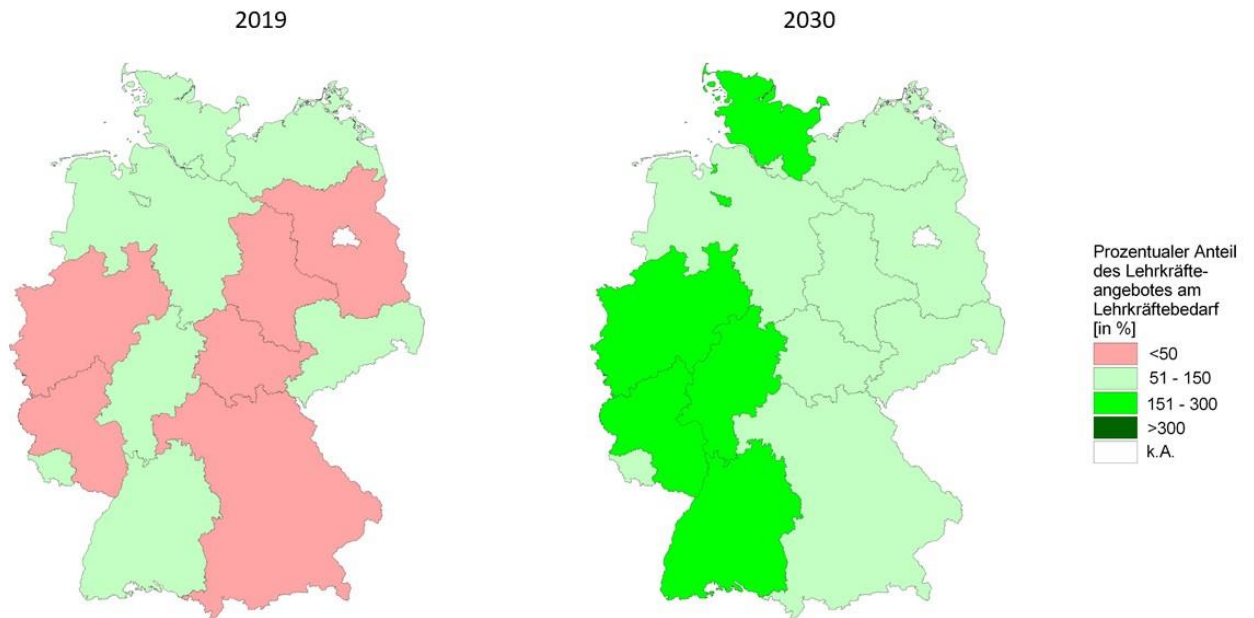 2019
2030
Prozentualer Anteil
des Lehrkräfte-
angebotes am
Lehrkräftebedarf
[in %]
<50
51 - 150
151 - 300
>300
k.A.